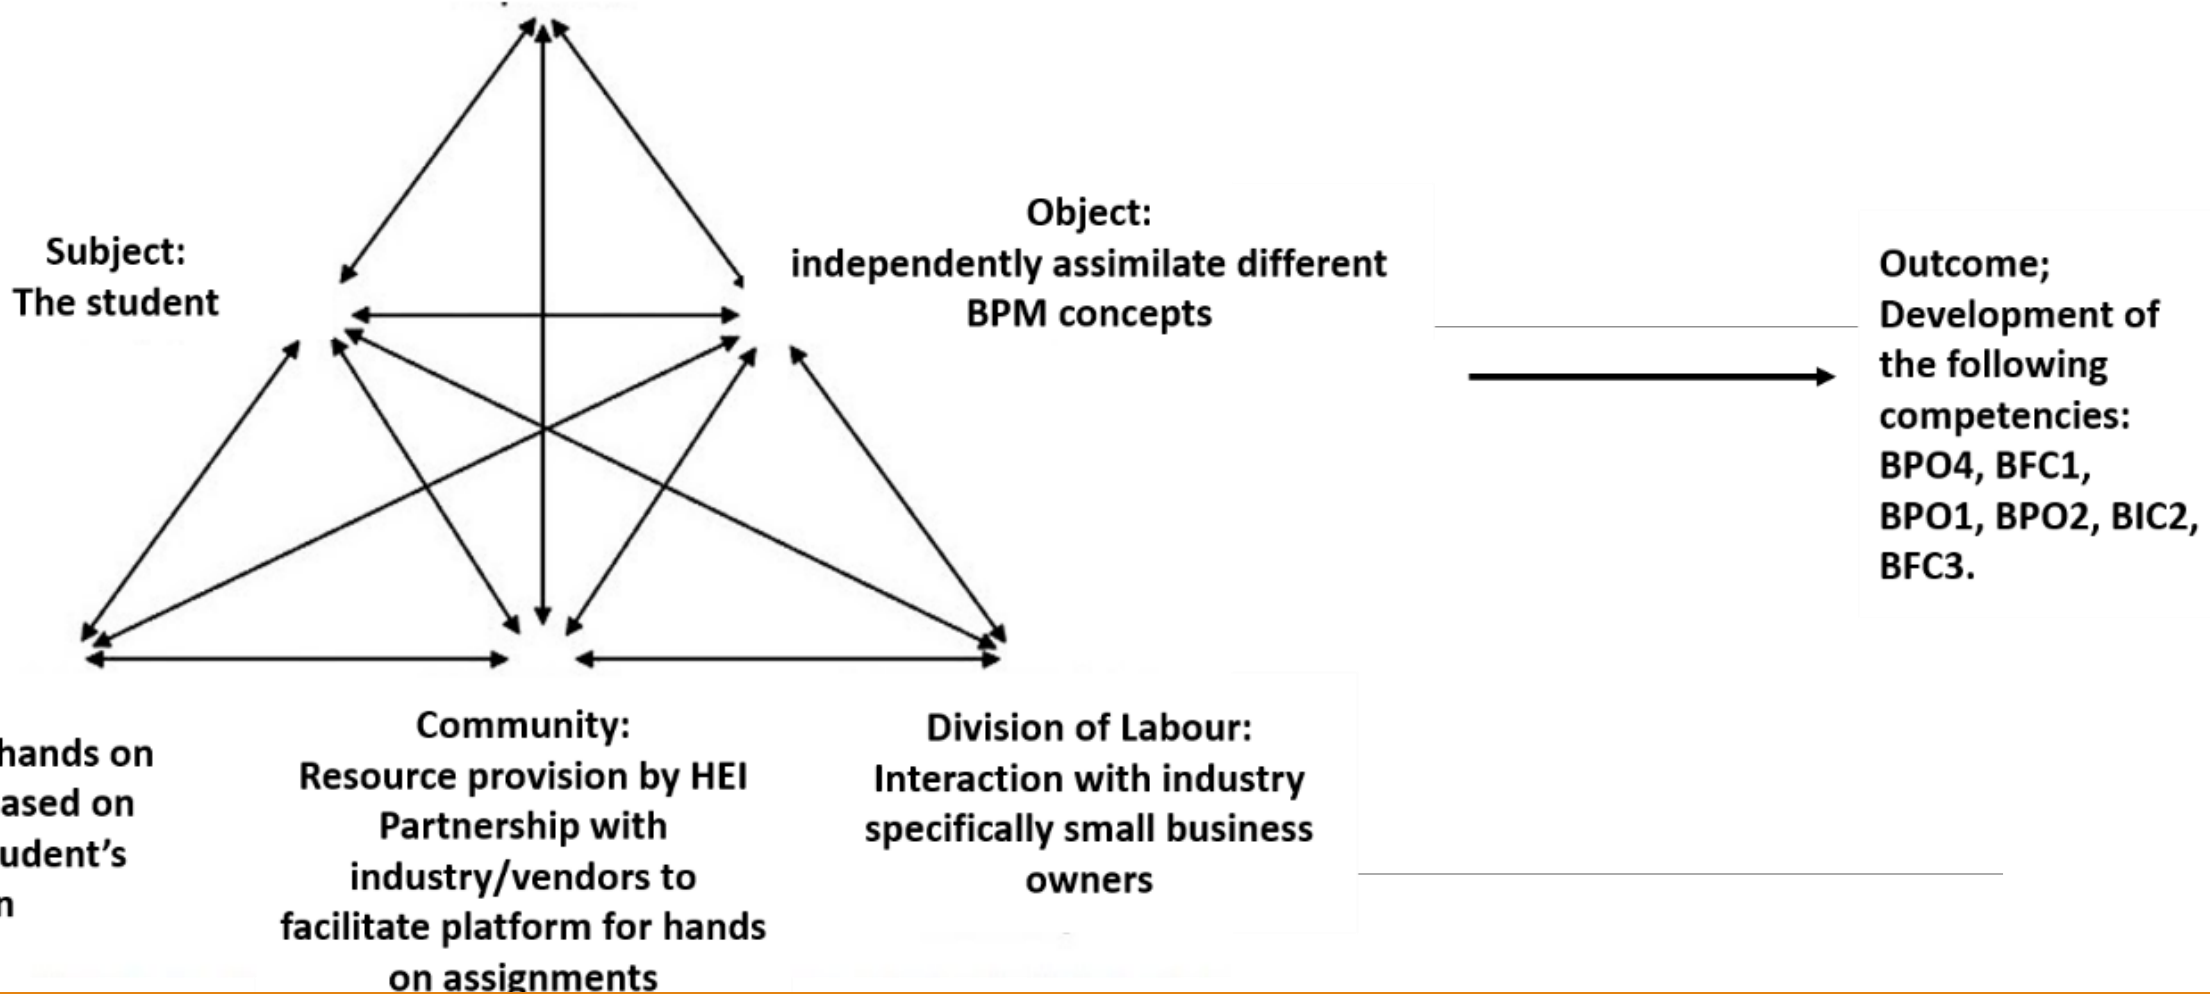 Subject:
The student
Object:
independently assimilate different
BPM concepts
Outcome;
Development of
the following
competencies:
BPO4, BFC1,
BPO1, BPO2, BIC2,
BFC3.
hands on
on
Community:
Resource provision by HEI
Partnership with
industry/vendors to
facilitate platform for hands
on assignments
Division of Labour:
Interaction with industry
specifically small business
owners